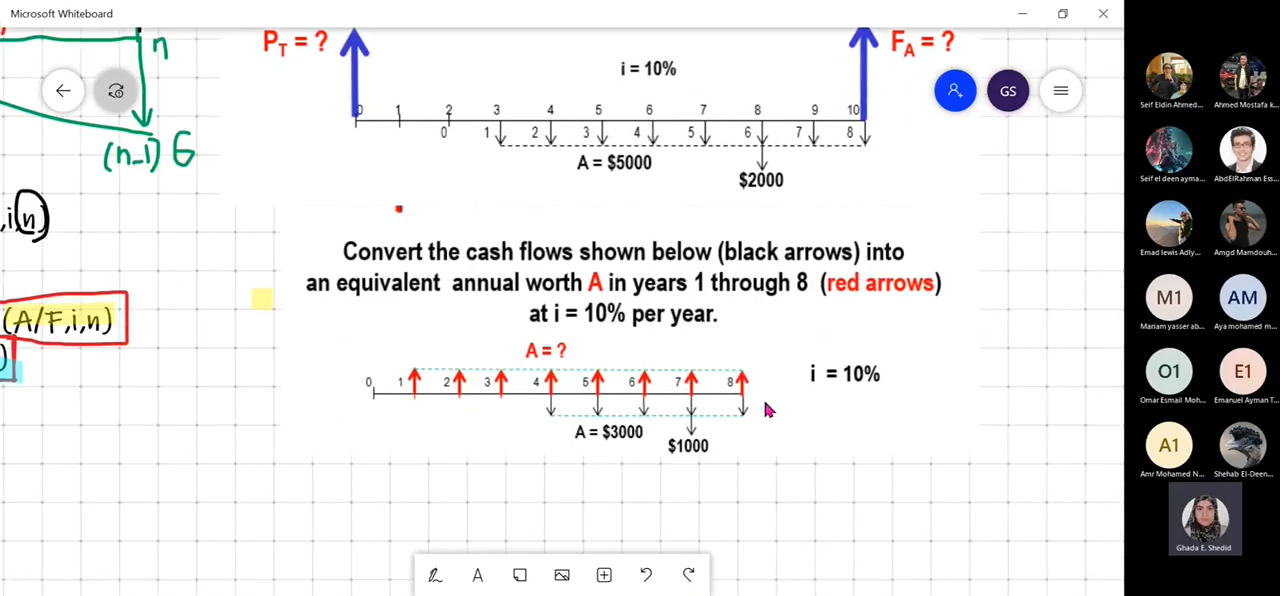 Microsoft Whiteboard
n
(n-1) G
,i,n)
(A/F,i,n)
)
PT = ?
FA = ?
i = 10%
0 1 2 3 4 5 6 7 8 9 10
0 1 2 3 4 5 6 7 8
A = $5000
$2000
Convert the cash flows shown below (black arrows) into
an equivalent annual worth A in years 1 through 8 (red arrows)
at i = 10% per year.
A = ?
0 1 2 3 4 5 6 7 8
i = 10%
A = $3000
$1000
A
GS
Seif Eldin Ahmed...
Ahmed Mostafa k...
Seif el deen ayma...
AbdElRahman Ess...
Emad lewis Adly...
Amgd Mamdouh...
M1
AM
Mariam yasser ab...
Aya mohamed m...
O1
E1
Omar Esmail Moh...
Emanuel Ayman T...
A1
Amr Mohamed N...
Shehab El-Deen...
Ghada E. Shedid